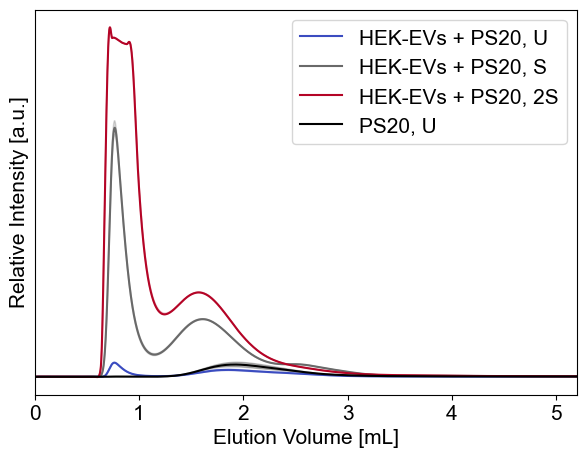 HEK-EVs + PS20, U
HEK-EVs + PS20, S
HEK-EVs + PS20, 2S
PS20, U
Relative Intensity [a.u.]
0 1 2 3 4 5
Elution Volume [mL]